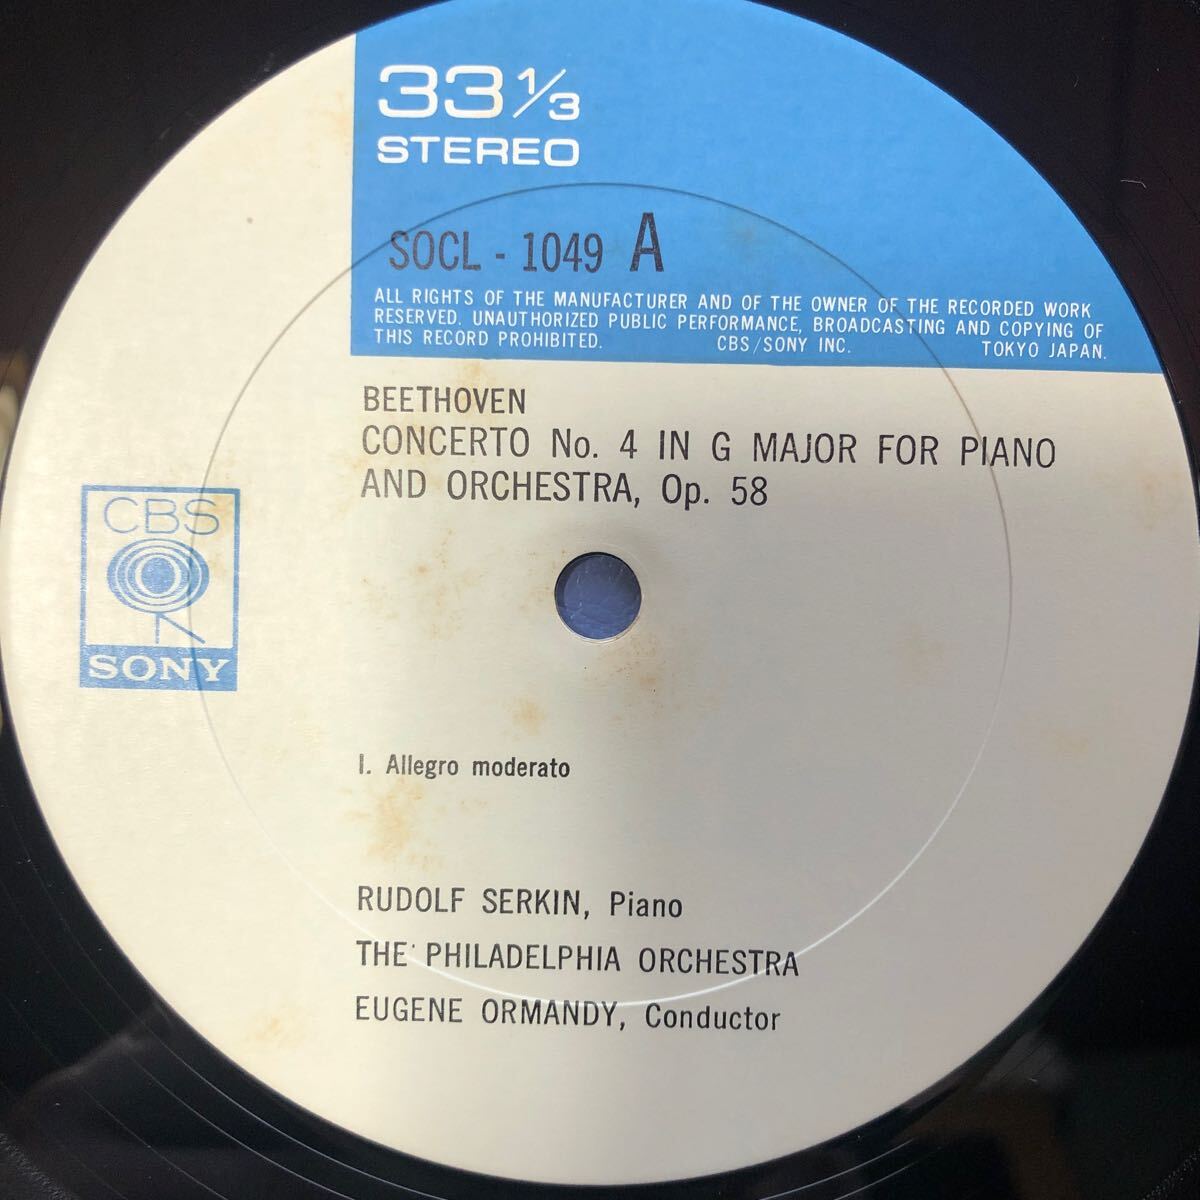 33 1/3
STEREO
SOCL - 1049 A
ALL RIGHTS OF THE MANUFACTURER AND OF THE OWNER OF THE RECORDED WORK
RESERVED. UNAUTHORIZED PUBLIC PERFORMANCE, BROADCASTING AND COPYING OF
THIS RECORD PROHIBITED. CBS/SONY INC. TOKYO JAPAN.
BEETHOVEN
CONCERTO No. 4 IN G MAJOR FOR PIANO
AND ORCHESTRA, Op. 58
CBS
SONY
I. Allegro moderato
RUDOLF SERKIN, Piano
THE PHILADELPHIA ORCHESTRA
EUGENE ORMANDY, Conductor